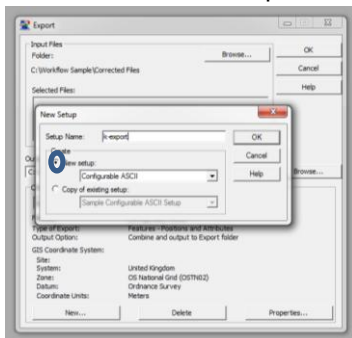 Export
Input Files
Folder:
Browse...
OK
C:\Workflow Sample\Corrected Files
Cancel
Selected Files:
Help
New Setup
Setup Name: k-export
OK
Create
New setup:
Cancel
Configurable ASCII
Help
Browse...
Copy of existing setup:
Sample Configurable ASCII Setup
Type of Export: Features - Positions and Attributes
Output Option: Combine and output to Export folder
GIS Coordinate System:
Site:
System: United Kingdom
Zone: OS National Grid (OSTN02)
Datum: Ordnance Survey
Coordinate Units: Meters
New...
Delete
Properties...